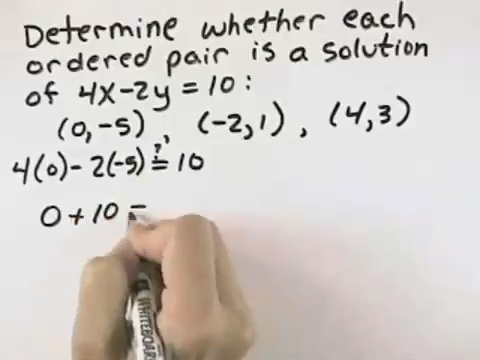 Determine whether each
ordered pair is a solution
of 4x-2y=10:
(0,-5), (-2,1), (4,3)
4(0)-2(-5)≟10
0+10=
WHITEBOARD